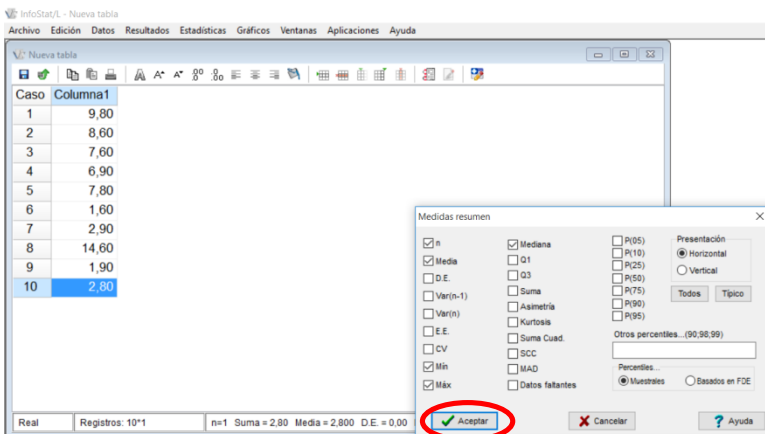 InfoStat/L - Nueva tabla
Archivo Edición Datos Resultados Estadísticas Gráficos Ventanas Aplicaciones Ayuda
Nueva tabla
Caso Columna1
1 9,80
2 8,60
3 7,60
4 6,90
5 7,80
6 1,60
7 2,90
8 14,60
9 1,90
10 2,80
Real Registros: 10*1 n=1 Suma = 2,80 Media = 2,800 D.E. = 0,00
Medidas resumen
n
Media
D.E.
Var(n-1)
Var(n)
E.E.
CV
Mín
Máx
Mediana
Q1
Q3
Suma
Asimetría
Kurtosis
Suma Cuad.
SCC
MAD
Datos faltantes
P(05)
P(10)
P(25)
P(50)
P(75)
P(90)
P(95)
Presentación
Horizontal
Vertical
Todos Típico
Otros percentiles...(90;98;99)
Percentiles...
Muestrales Basados en FDE
Aceptar Cancelar Ayuda